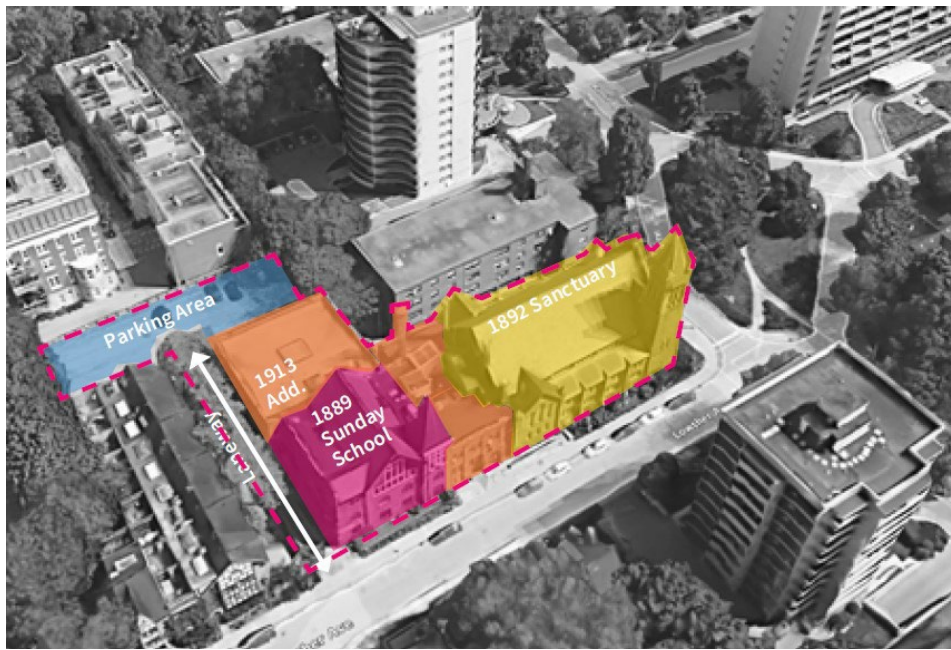 1892 Sanctuary
Parking Area
1913
Add.
1889
Sunday
School
Laneway